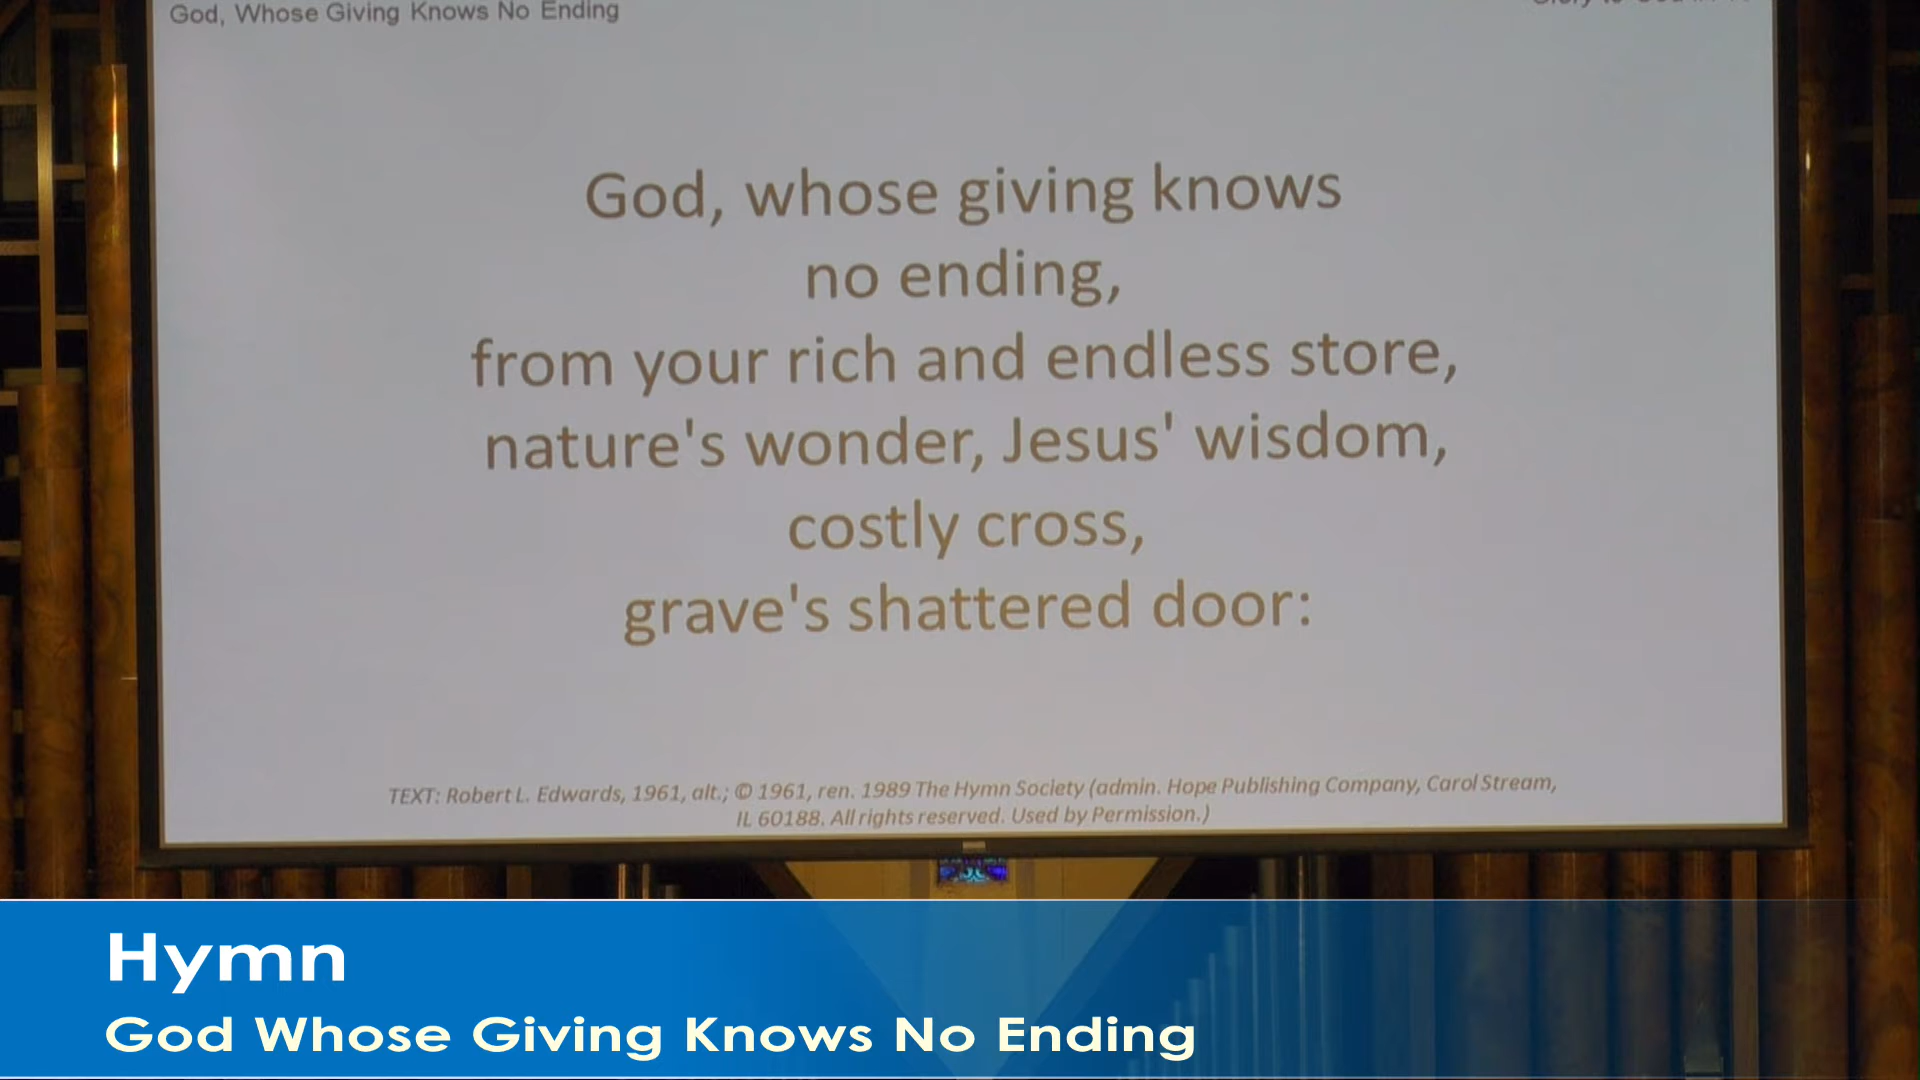 God, Whose Giving Knows No Ending
God, whose giving knows
no ending,
from your rich and endless store,
nature's wonder, Jesus' wisdom,
costly cross,
grave's shattered door:
TEXT: Robert L. Edwards, 1961, alt.; © 1961, ren. 1989 The Hymn Society (admin. Hope Publishing Company, Carol Stream,
IL 60188. All rights reserved. Used by Permission.)
Hymn
God Whose Giving Knows No Ending